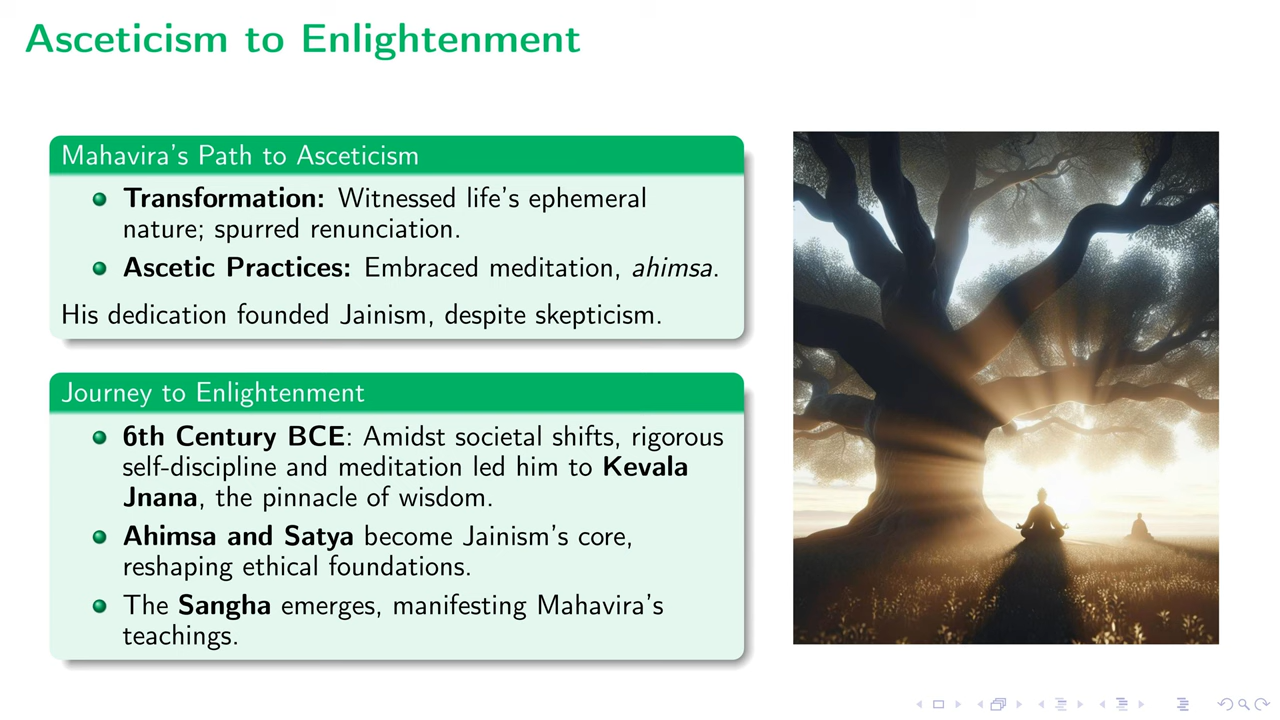 Asceticism to Enlightenment
Mahavira's Path to Asceticism
Transformation: Witnessed life's ephemeral
nature; spurred renunciation.
Ascetic Practices: Embraced meditation, ahimsa.
His dedication founded Jainism, despite skepticism.
Journey to Enlightenment
6th Century BCE: Amidst societal shifts, rigorous
self-discipline and meditation led him to Kevala
Jnana, the pinnacle of wisdom.
Ahimsa and Satya become Jainism's core,
reshaping ethical foundations.
The Sangha emerges, manifesting Mahavira's
teachings.